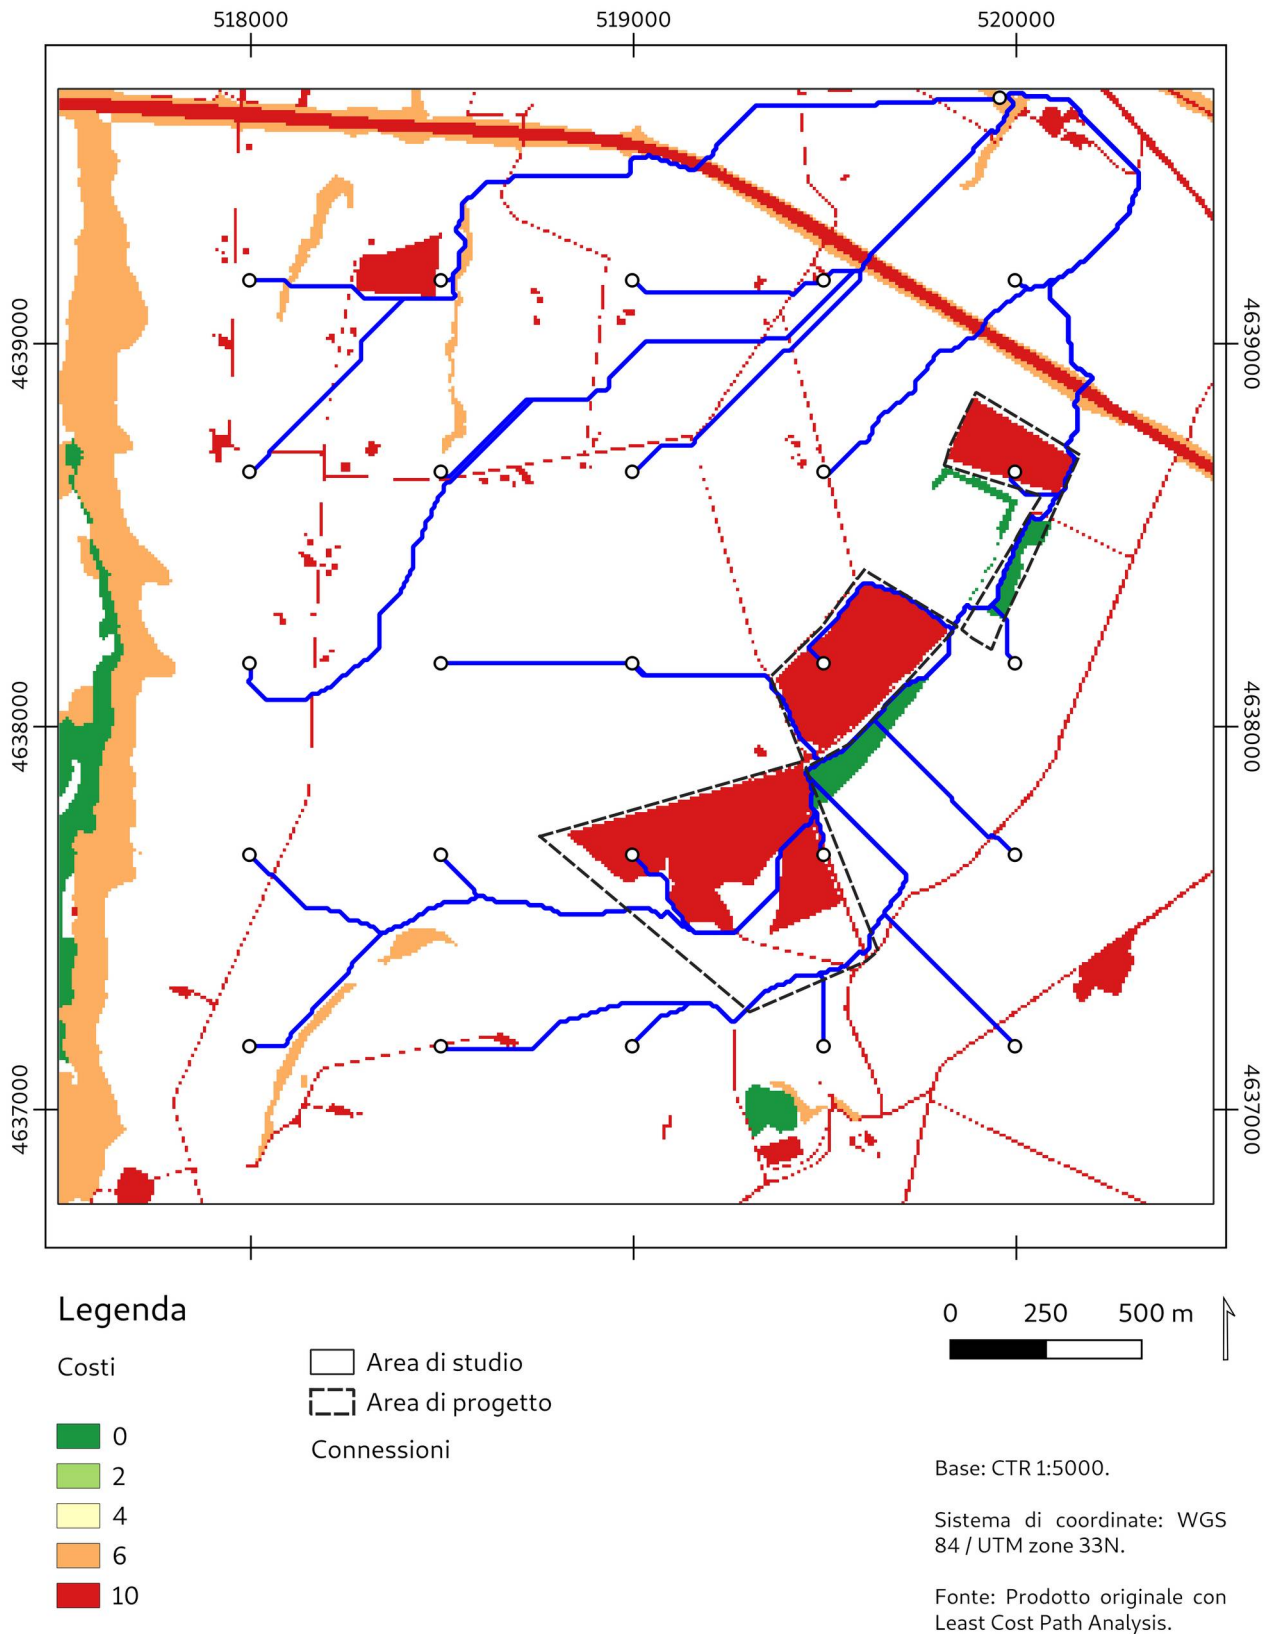 518000 519000 520000
4639000 4639000
4638000 4638000
4637000 4637000
Legenda
Costi
0
2
4
6
10
Area di studio
Area di progetto
Connessioni
0 250 500 m
Base: CTR 1:5000.
Sistema di coordinate: WGS
84 / UTM zone 33N.
Fonte: Prodotto originale con
Least Cost Path Analysis.